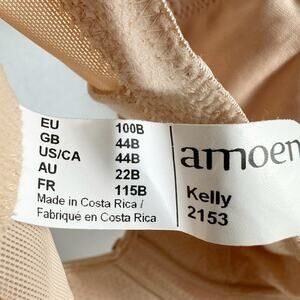 EU 100B
GB 44B
US/CA 44B
AU 22B
FR 115B
Made in Costa Rica /
Fabriqué en Costa Rica
amoen
Kelly
2153